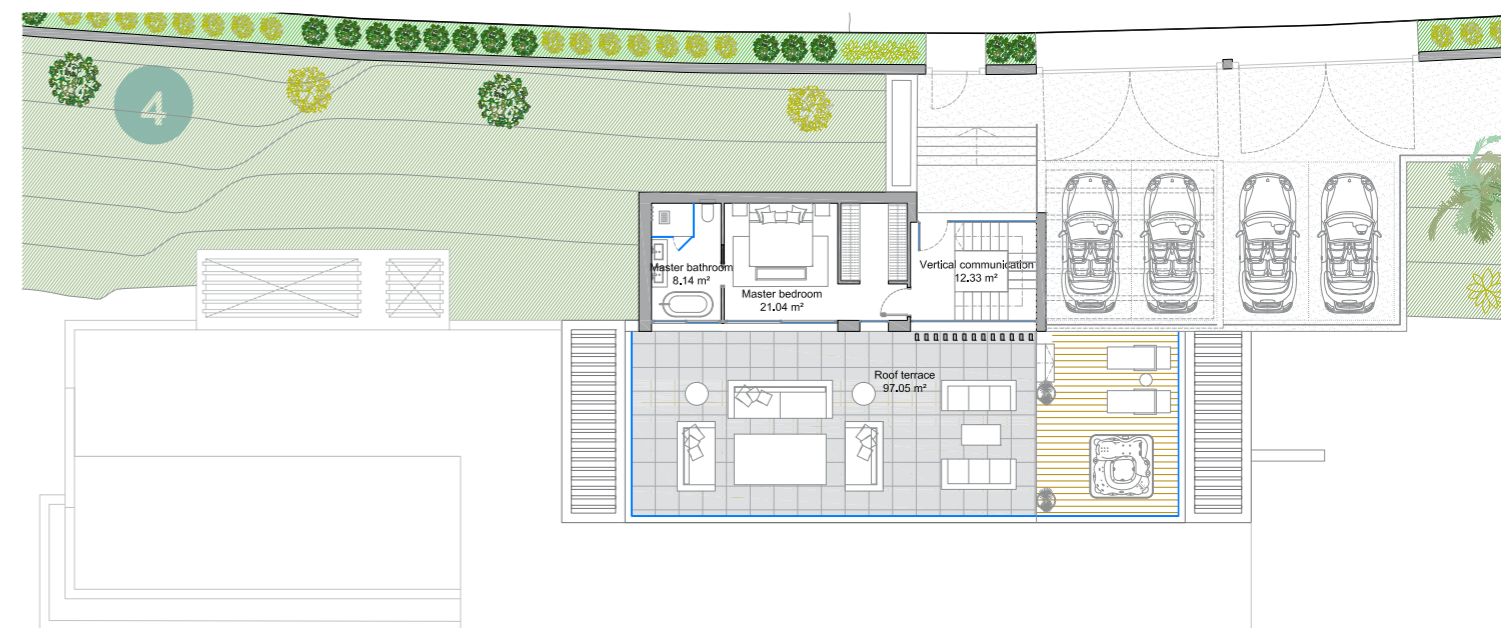 4
Master bathroom
8.14 m²
Master bedroom
21.04 m²
Vertical communication
12.33 m²
Roof terrace
97.05 m²